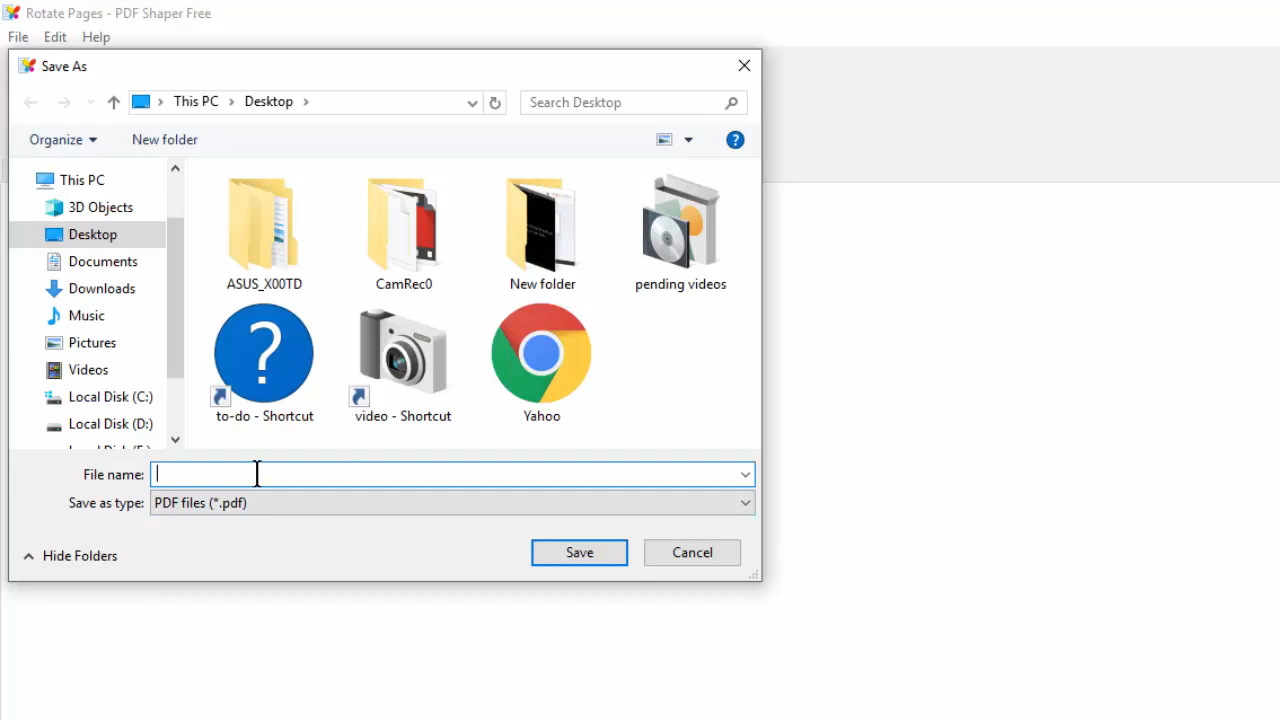 Rotate Pages - PDF Shaper Free
File Edit Help
Save As
This PC Desktop
Search Desktop
Organize New folder
This PC
3D Objects
Desktop
Documents
Downloads
Music
Pictures
Videos
Local Disk (C:)
Local Disk (D:)
ASUS_X00TD CamRec0 New folder pending videos
to-do - Shortcut video - Shortcut Yahoo
File name:
Save as type: PDF files (*.pdf)
Hide Folders Save Cancel